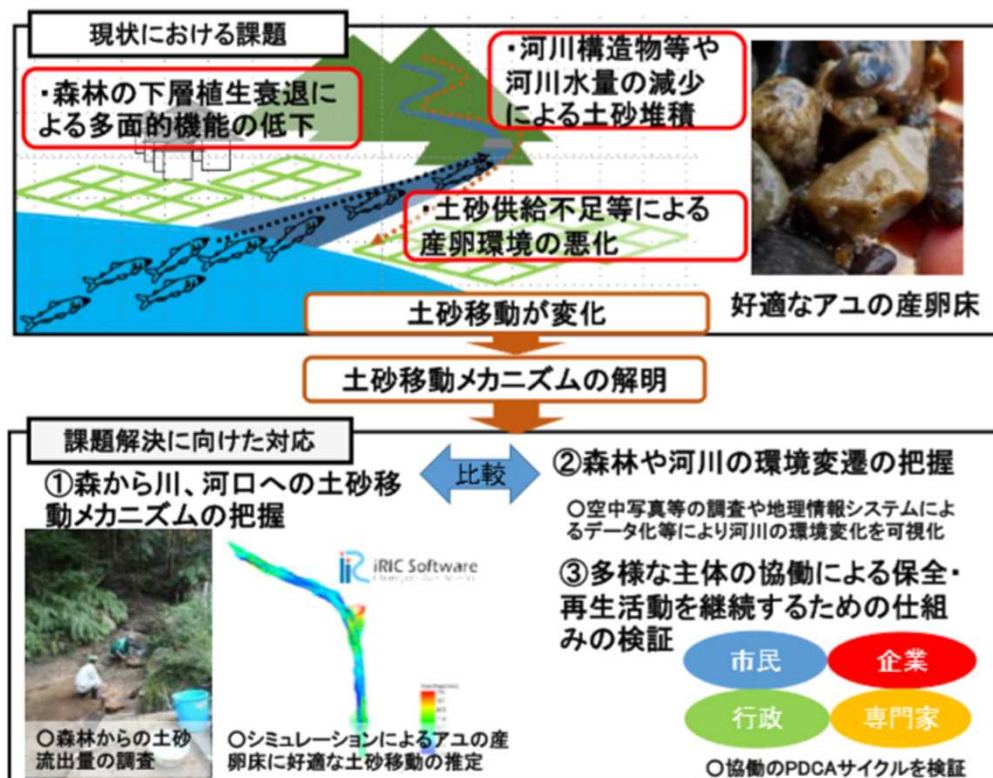 現状における課題
・森林の下層植生衰退に
よる多面的機能の低下
・河川構造物等や
河川水量の減少
による土砂堆積
・土砂供給不足等による
産卵環境の悪化
好適なアユの産卵床
土砂移動が変化
土砂移動メカニズムの解明
課題解決に向けた対応
①森から川、河口への土砂移
動メカニズムの把握
比較
②森林や河川の環境変遷の把握
○空中写真等の調査や地理情報システムによ
るデータ化等により河川の環境変化を可視化
iRIC Software
③多様な主体の協働による保全・
再生活動を継続するための仕組
みの検証
市民
企業
行政
専門家
○森林からの土砂
流出量の調査
○シミュレーションによるアユの産
卵床に好適な土砂移動の推定
○協働のPDCAサイクルを検証